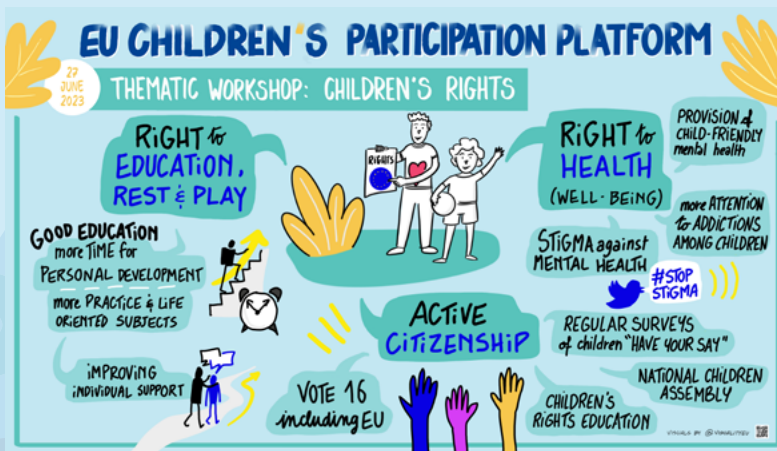 EU CHILDREN'S PARTICIPATION PLATFORM
27
JUNE
2023
THEMATIC WORKSHOP: CHILDREN'S RIGHTS
RIGHT to
EDUCATION,
REST & PLAY
GOOD EDUCATION
more TIME for
PERSONAL DEVELOPMENT
more PRACTICE & LIFE
ORIENTED SUBJECTS
IMPROVING
INDIVIDUAL SUPPORT
RIGHTS
RIGHT to
HEALTH
(WELL-BEING)
PROVISION of
CHILD-FRIENDLY
mental health
more ATTENTION
to ADDICTIONS
AMONG CHILDREN
STIGMA against
MENTAL HEALTH
#STOP
STIGMA
ACTIVE
CITIZENSHIP
VOTE 16
including EU
REGULAR SURVEYS
of children "HAVE YOUR SAY"
NATIONAL CHILDREN
ASSEMBLY
CHILDREN'S
RIGHTS EDUCATION
VISUALS BY